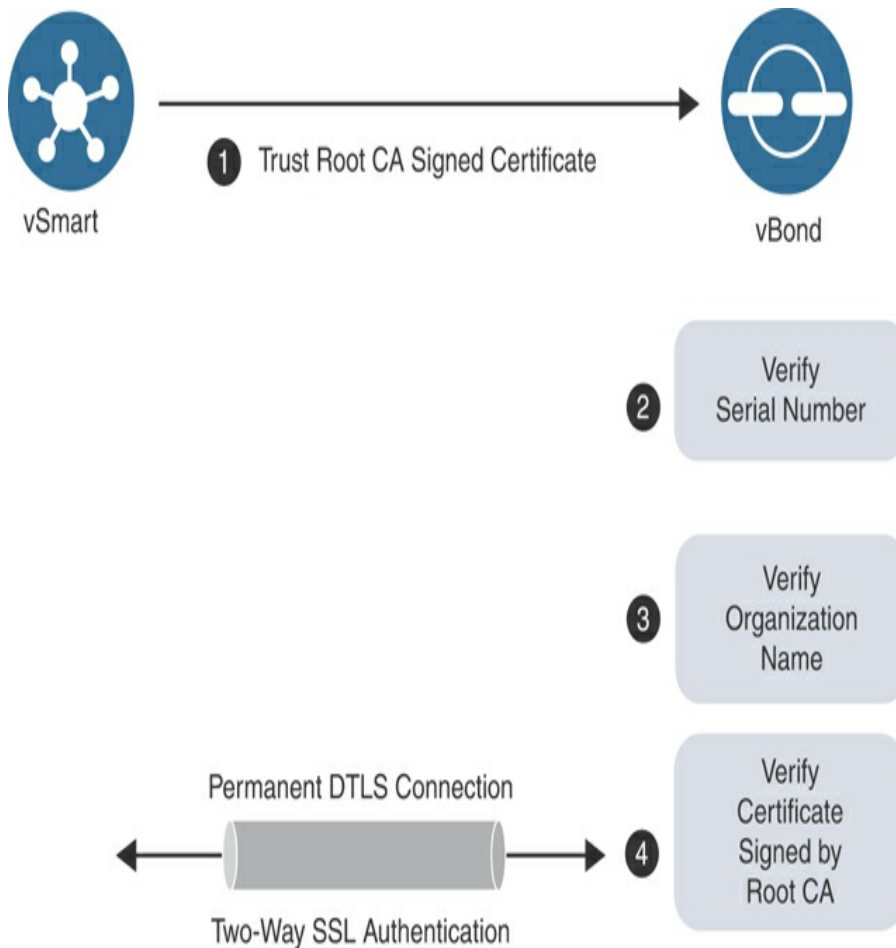 1 Trust Root CA Signed Certificate
vSmart
vBond
2
Verify
Serial Number
3
Verify
Organization
Name
Permanent DTLS Connection
Two-Way SSL Authentication
4
Verify
Certificate
Signed by
Root CA